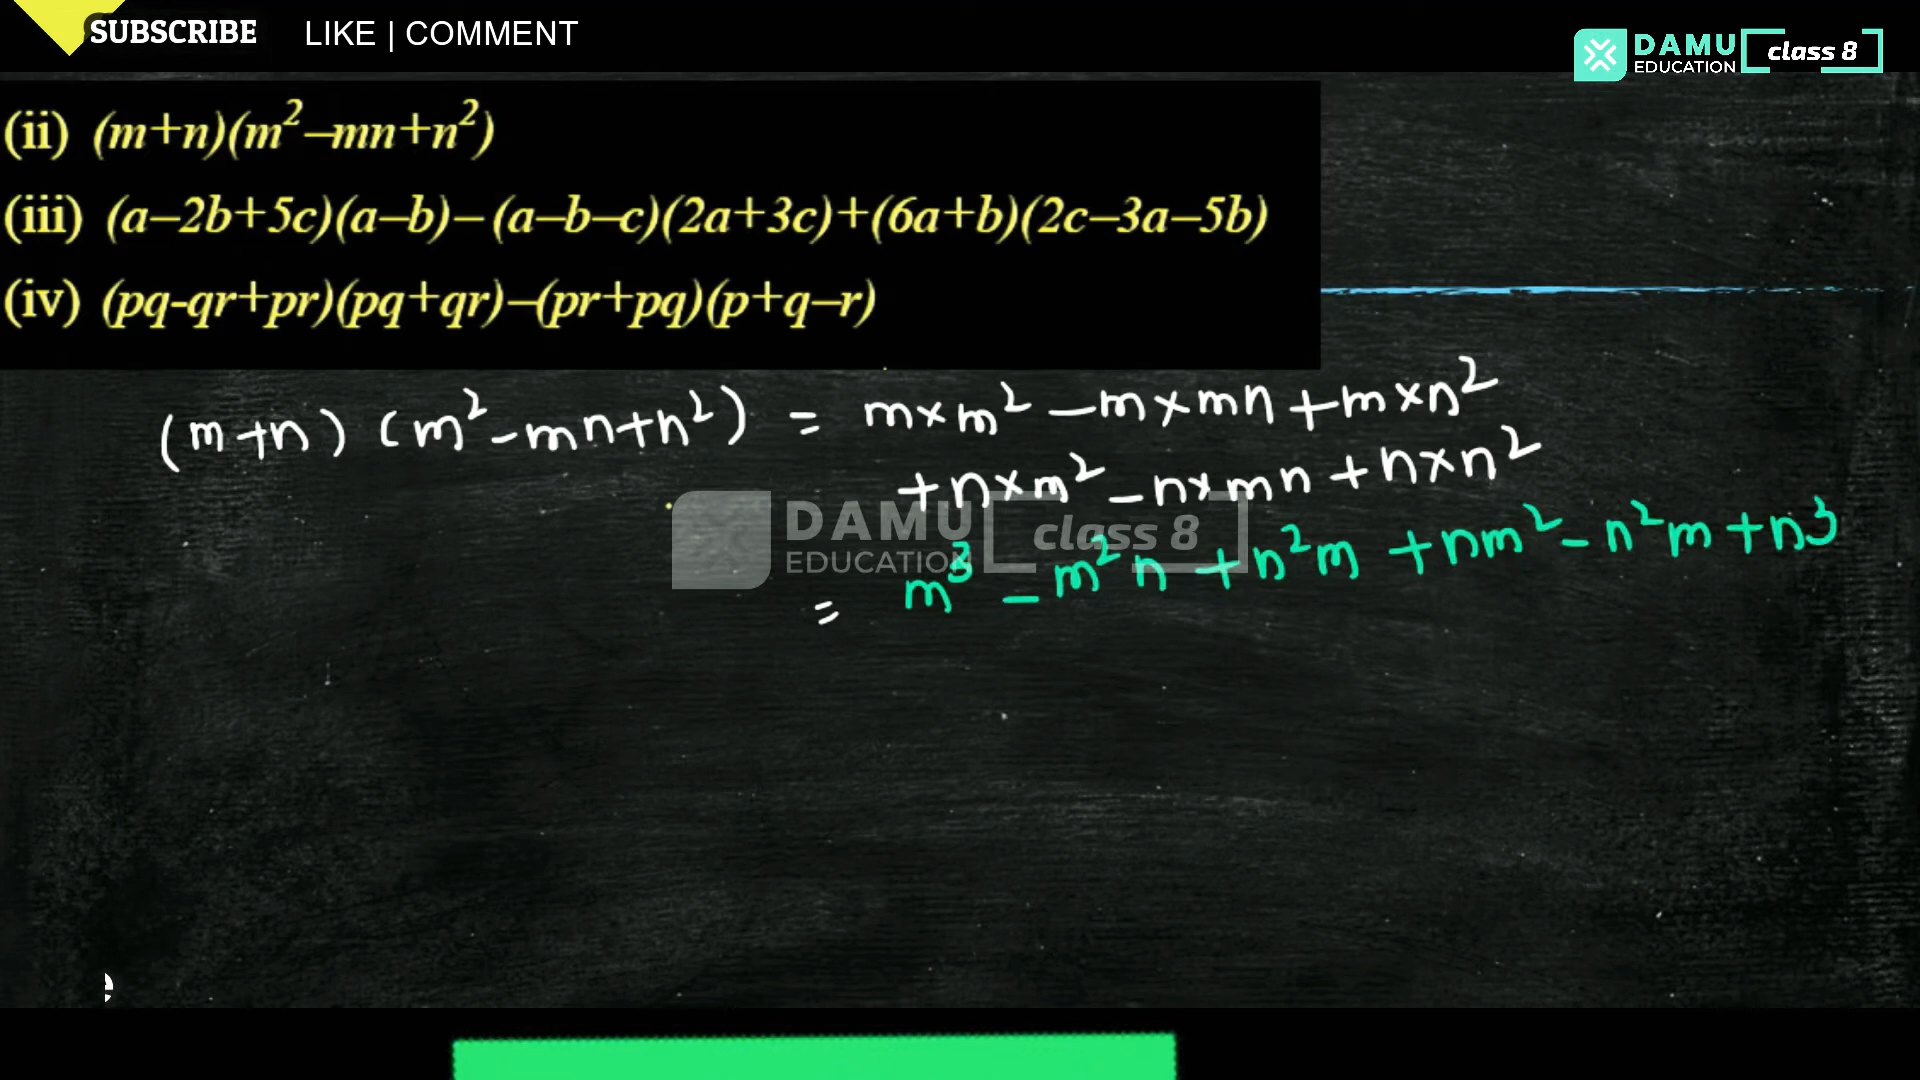 SUBSCRIBE LIKE | COMMENT
DAMU EDUCATION class 8
(ii) (m+n)(m²–mn+n²)
(iii) (a–2b+5c)(a–b)–(a–b–c)(2a+3c)+(6a+b)(2c–3a–5b)
(iv) (pq-qr+pr)(pq+qr)–(pr+pq)(p+q–r)
(m+n) (m²-mn+n²) = m×m² -m×mn +m×n²
+n×m² -n×mn +n×n²
DAMU EDUCATION class 8
= m³ - m²n + n²m + nm² - n²m + n³
e